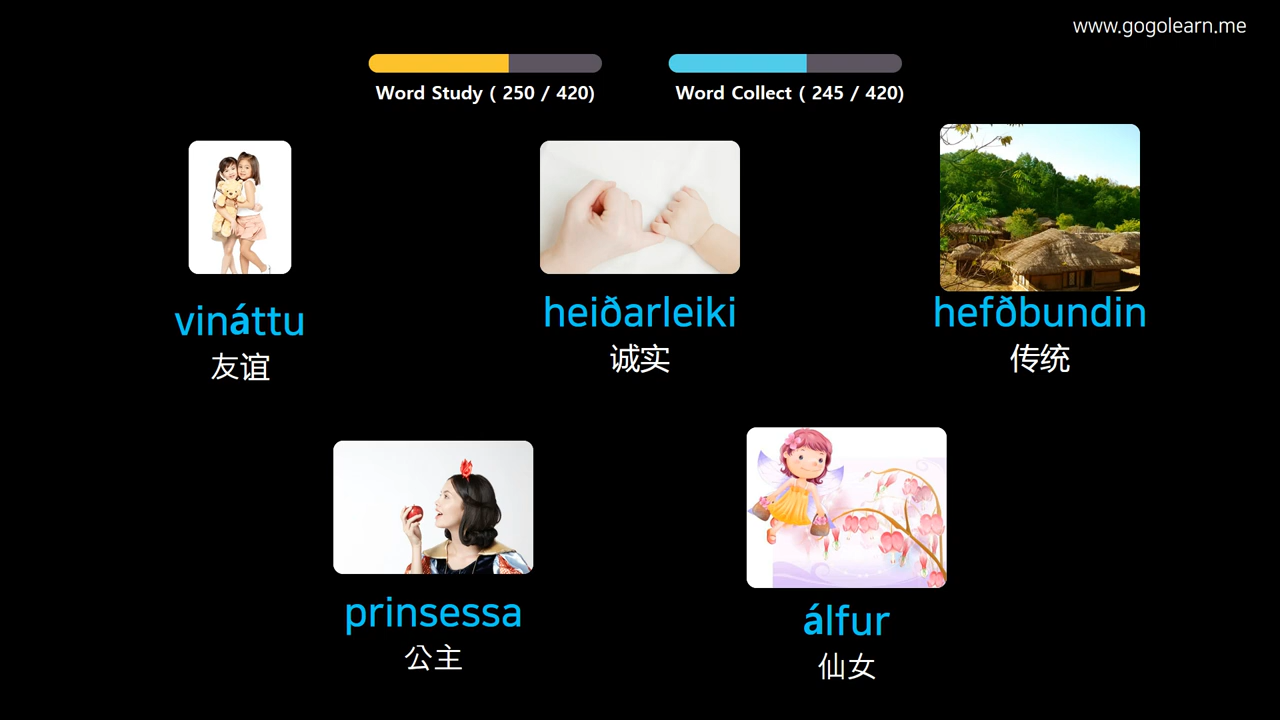 www.gogolearn.me
Word Study ( 250 / 420)
Word Collect ( 245 / 420)
vináttu
友谊
heiðarleiki
诚实
hefðbundin
传统
prinsessa
公主
álfur
仙女